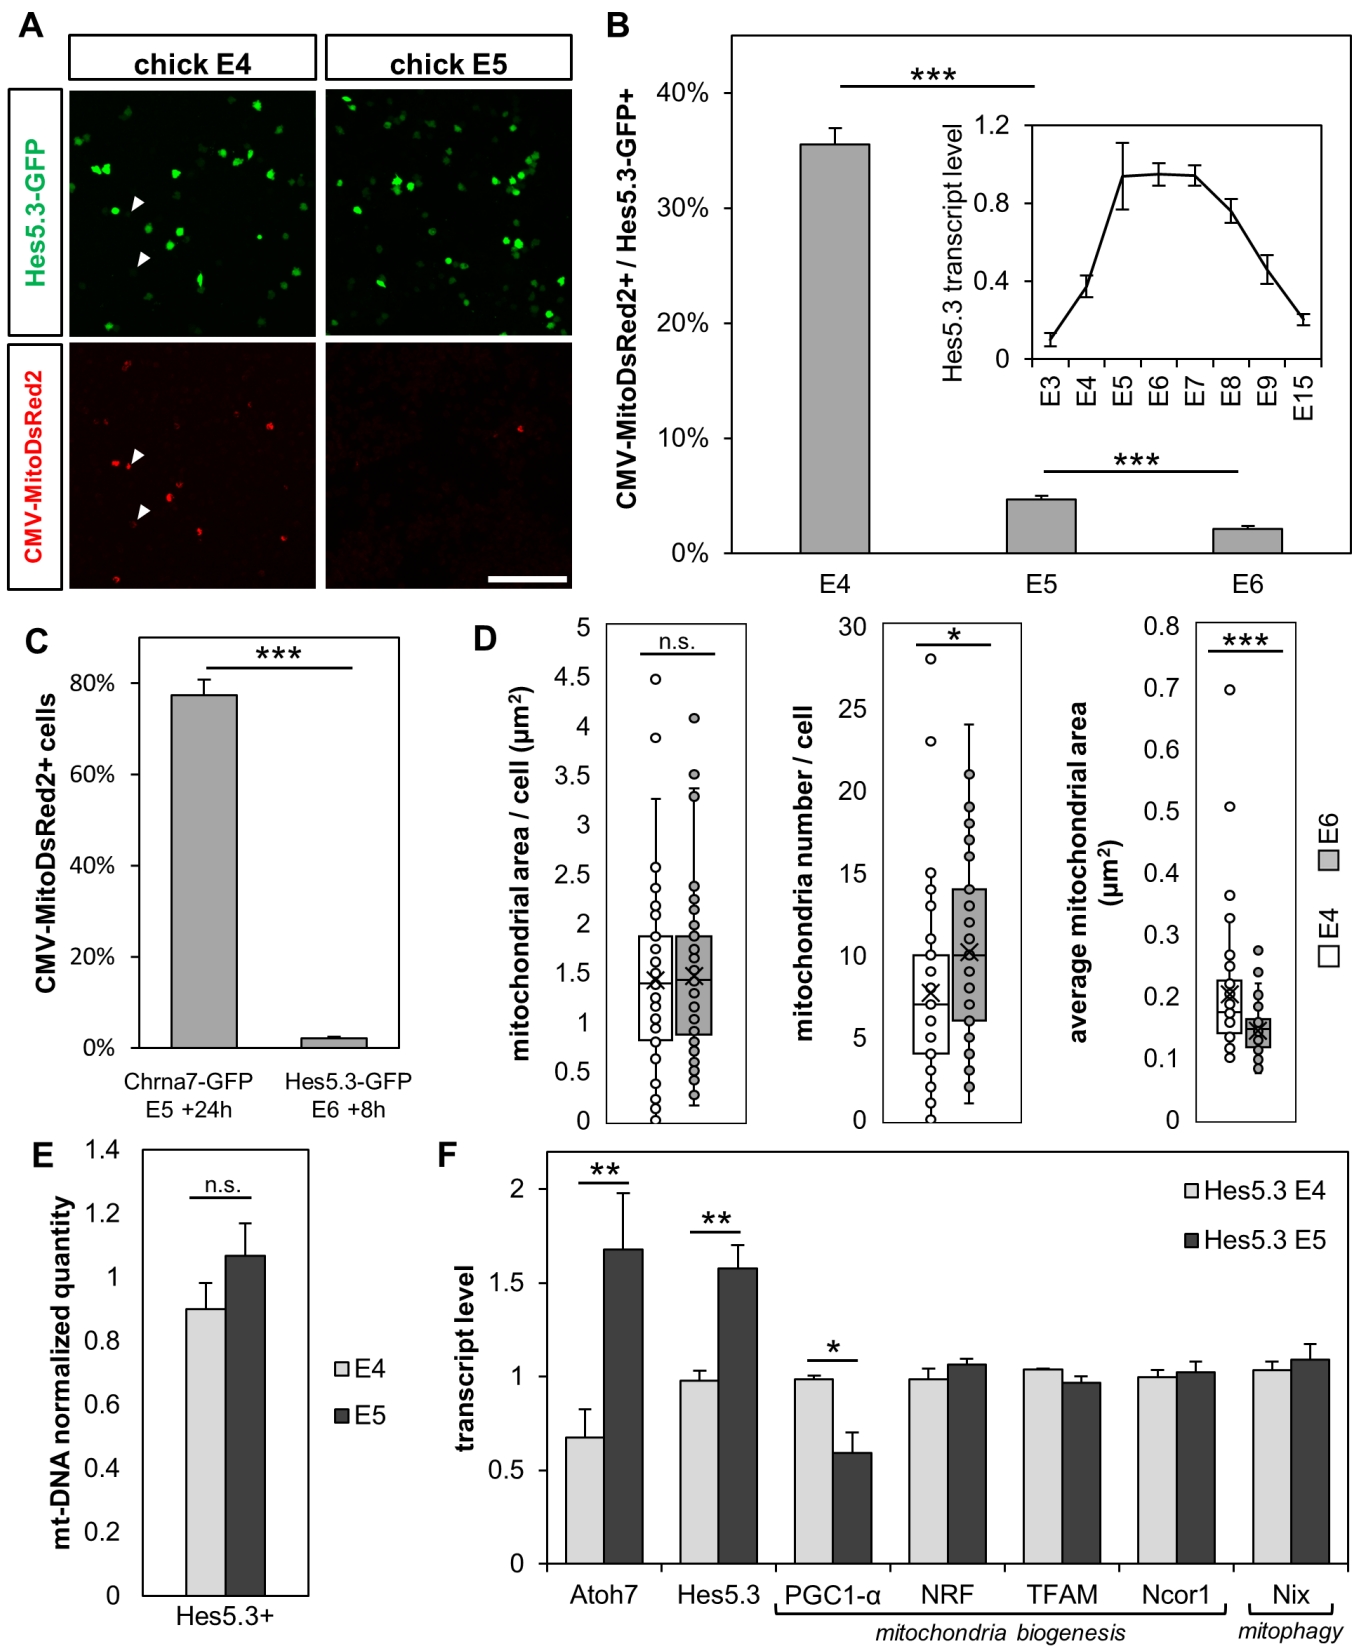 A
chick E4
chick E5
Hes5.3-GFP
CMV-MitoDsRed2
B
CMV-MitoDsRed2+ / Hes5.3-GFP+
40%
30%
20%
10%
0%
***
***
E4
E5
E6
Hes5.3 transcript level
1.2
0.8
0.4
0
E3
E4
E5
E6
E7
E8
E9
E15
C
CMV-MitoDsRed2+ cells
80%
60%
40%
20%
0%
***
Chrna7-GFP
E5 +24h
Hes5.3-GFP
E6 +8h
D
mitochondrial area / cell (µm²)
5
4.5
4
3.5
3
2.5
2
1.5
1
0.5
0
n.s.
mitochondria number / cell
30
25
20
15
10
5
0
*
average mitochondrial area
(µm²)
0.8
0.7
0.6
0.5
0.4
0.3
0.2
0.1
0
***
E4
E6
E
mt-DNA normalized quantity
1.4
1.2
1
0.8
0.6
0.4
0.2
0
n.s.
Hes5.3+
E4
E5
F
transcript level
2
1.5
1
0.5
0
**
**
*
Hes5.3 E4
Hes5.3 E5
Atoh7
Hes5.3
PGC1-α
NRF
TFAM
Ncor1
Nix
mitochondria biogenesis
mitophagy